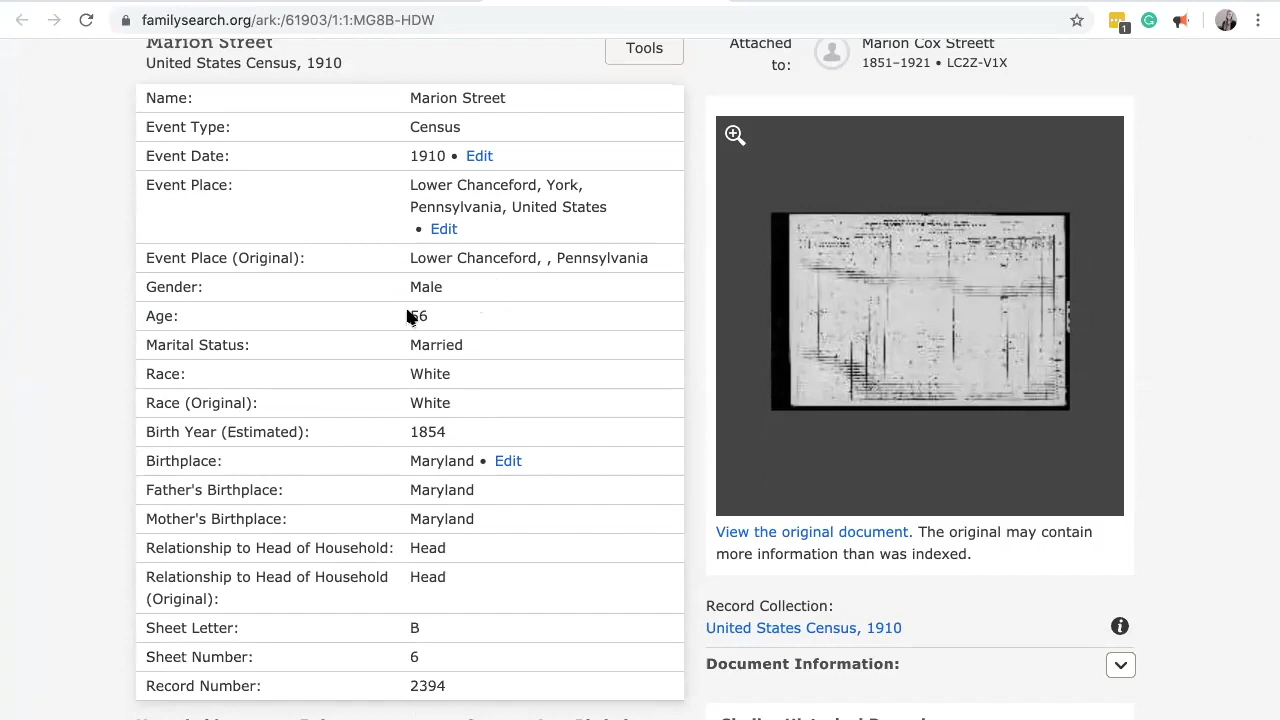 familysearch.org/ark:/61903/1:1:MG8B-HDW
1
Marion Street
United States Census, 1910
Tools
Attached to:
Marion Cox Streett
1851–1921 • LC2Z-V1X
Name: Marion Street
Event Type: Census
Event Date: 1910 • Edit
Event Place: Lower Chanceford, York,
Pennsylvania, United States
• Edit
Event Place (Original): Lower Chanceford, , Pennsylvania
Gender: Male
Age: 56
Marital Status: Married
Race: White
Race (Original): White
Birth Year (Estimated): 1854
Birthplace: Maryland • Edit
Father's Birthplace: Maryland
Mother's Birthplace: Maryland
Relationship to Head of Household: Head
Relationship to Head of Household Head
(Original):
Sheet Letter: B
Sheet Number: 6
Record Number: 2394
View the original document. The original may contain
more information than was indexed.
Record Collection:
United States Census, 1910
Document Information: